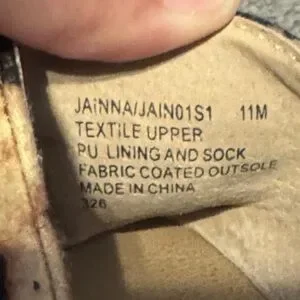 JAINNA/JAIN01S1 11M
TEXTILE UPPER
PU LINING AND SOCK
FABRIC COATED OUTSOLE
MADE IN CHINA
326